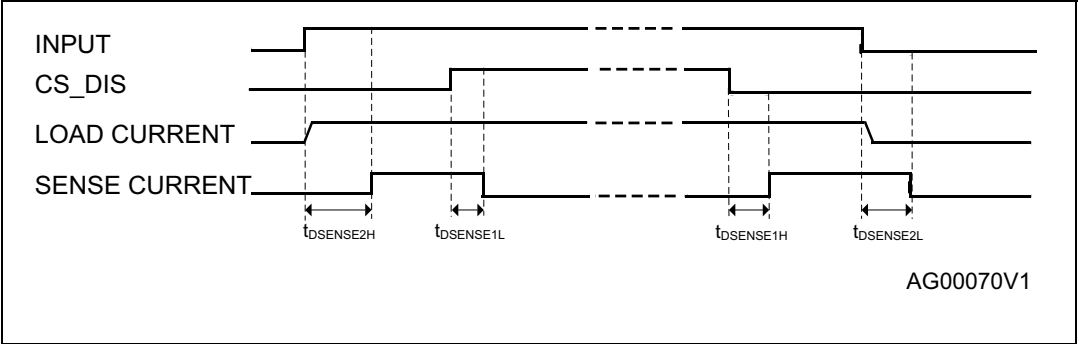 INPUT
CS_DIS
LOAD CURRENT
SENSE CURRENT
tDSENSE2H tDSENSE1L tDSENSE1H tDSENSE2L
AG00070V1